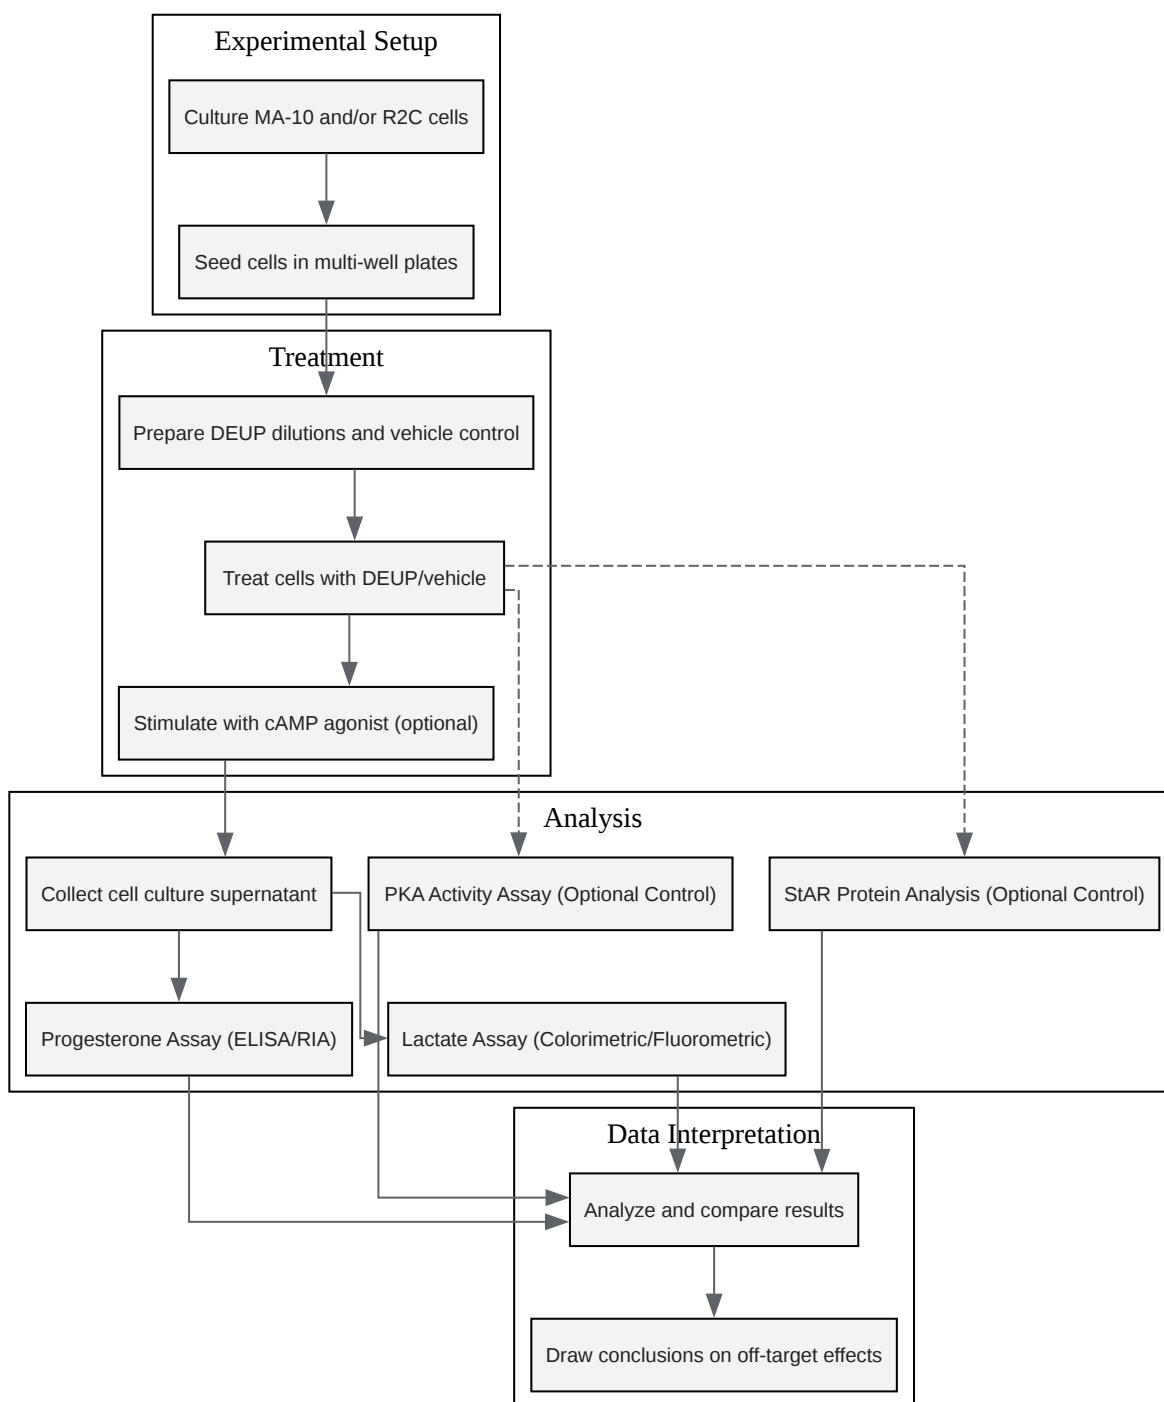 Experimental Setup
Culture MA-10 and/or R2C cells
Seed cells in multi-well plates
Treatment
Prepare DEUP dilutions and vehicle control
Treat cells with DEUP/vehicle
Stimulate with cAMP agonist (optional)
Analysis
Collect cell culture supernatant
PKA Activity Assay (Optional Control)
StAR Protein Analysis (Optional Control)
Progesterone Assay (ELISA/RIA)
Lactate Assay (Colorimetric/Fluorometric)
Data Interpretation
Analyze and compare results
Draw conclusions on off-target effects